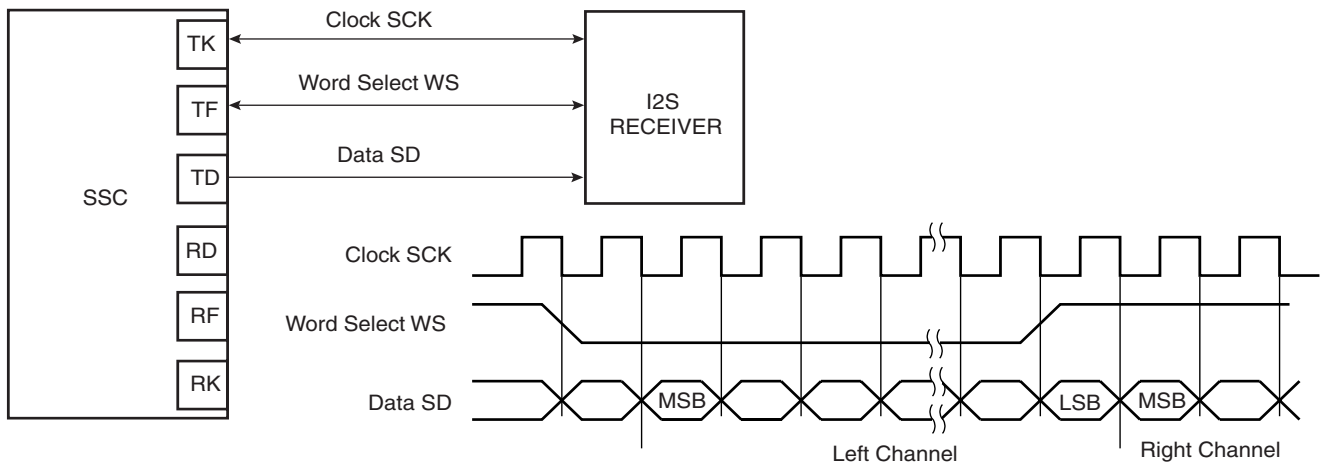 Clock SCK
TK
Word Select WS
TF
I2S
RECEIVER
Data SD
TD
SSC
RD
Clock SCK
RF
Word Select WS
RK
Data SD
MSB
LSB
MSB
Left Channel
Right Channel